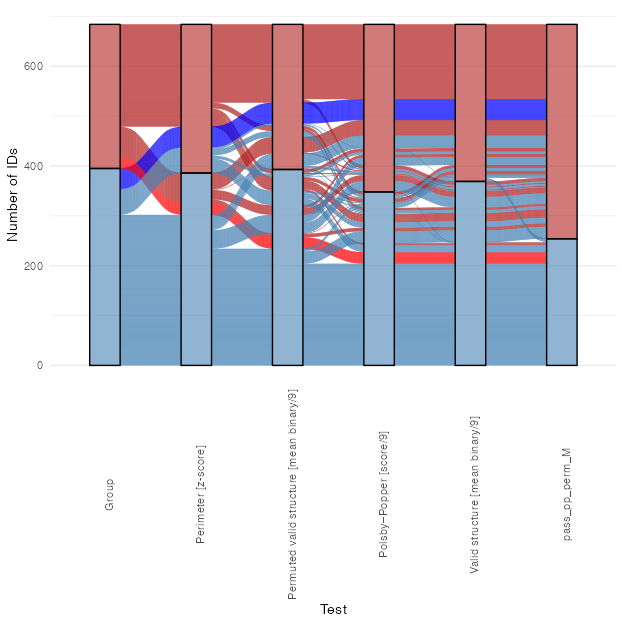 Number of IDs
600
400
200
0
Group
Perimeter [z-score]
Permuted valid structure [mean binary/9]
Polsby−Popper [score/9]
Valid structure [mean binary/9]
pass_pp_perm_M
Test